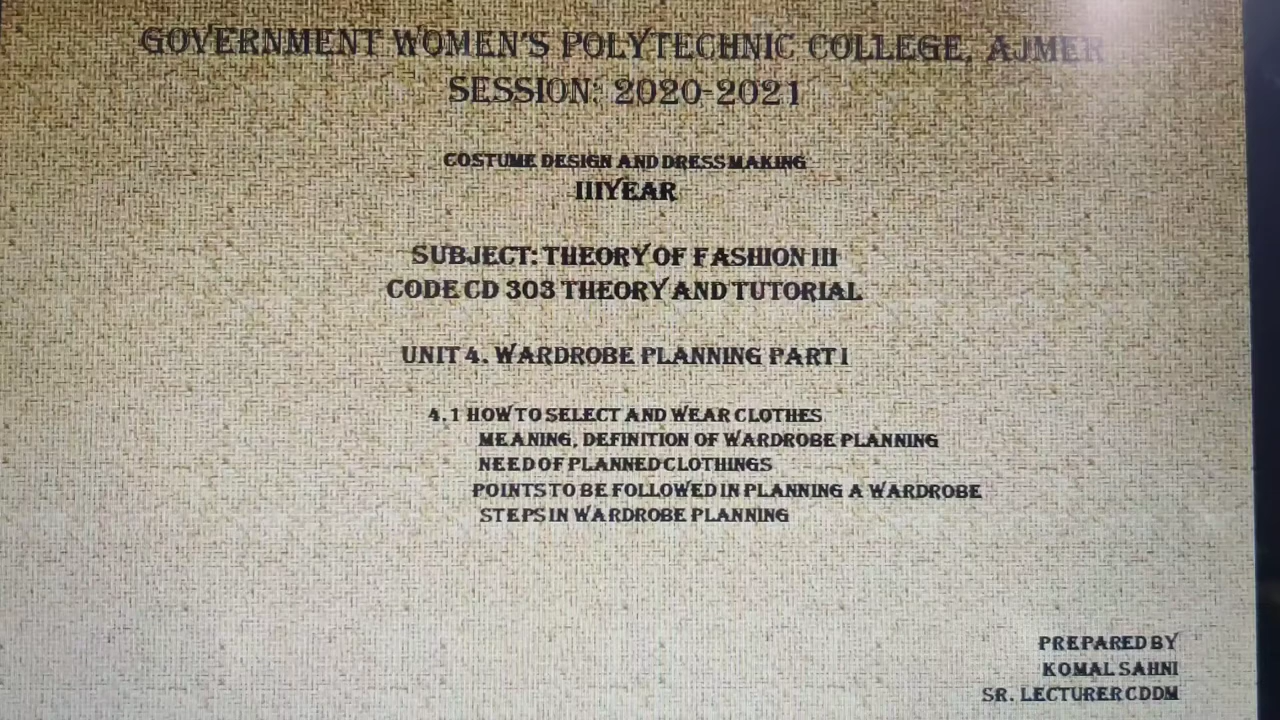 GOVERNMENT WOMEN'S POLYTECHNIC COLLEGE, AJMER
SESSION: 2020-2021
COSTUME DESIGN AND DRESS MAKING
III YEAR
SUBJECT: THEORY OF FASHION III
CODE CD 303 THEORY AND TUTORIAL
UNIT 4. WARDROBE PLANNING PART I
4.1 HOW TO SELECT AND WEAR CLOTHES
MEANING, DEFINITION OF WARDROBE PLANNING
NEED OF PLANNED CLOTHINGS
POINTS TO BE FOLLOWED IN PLANNING A WARDROBE
STEPS IN WARDROBE PLANNING
PREPARED BY
KOMAL SAHNI
SR. LECTURER CDDM